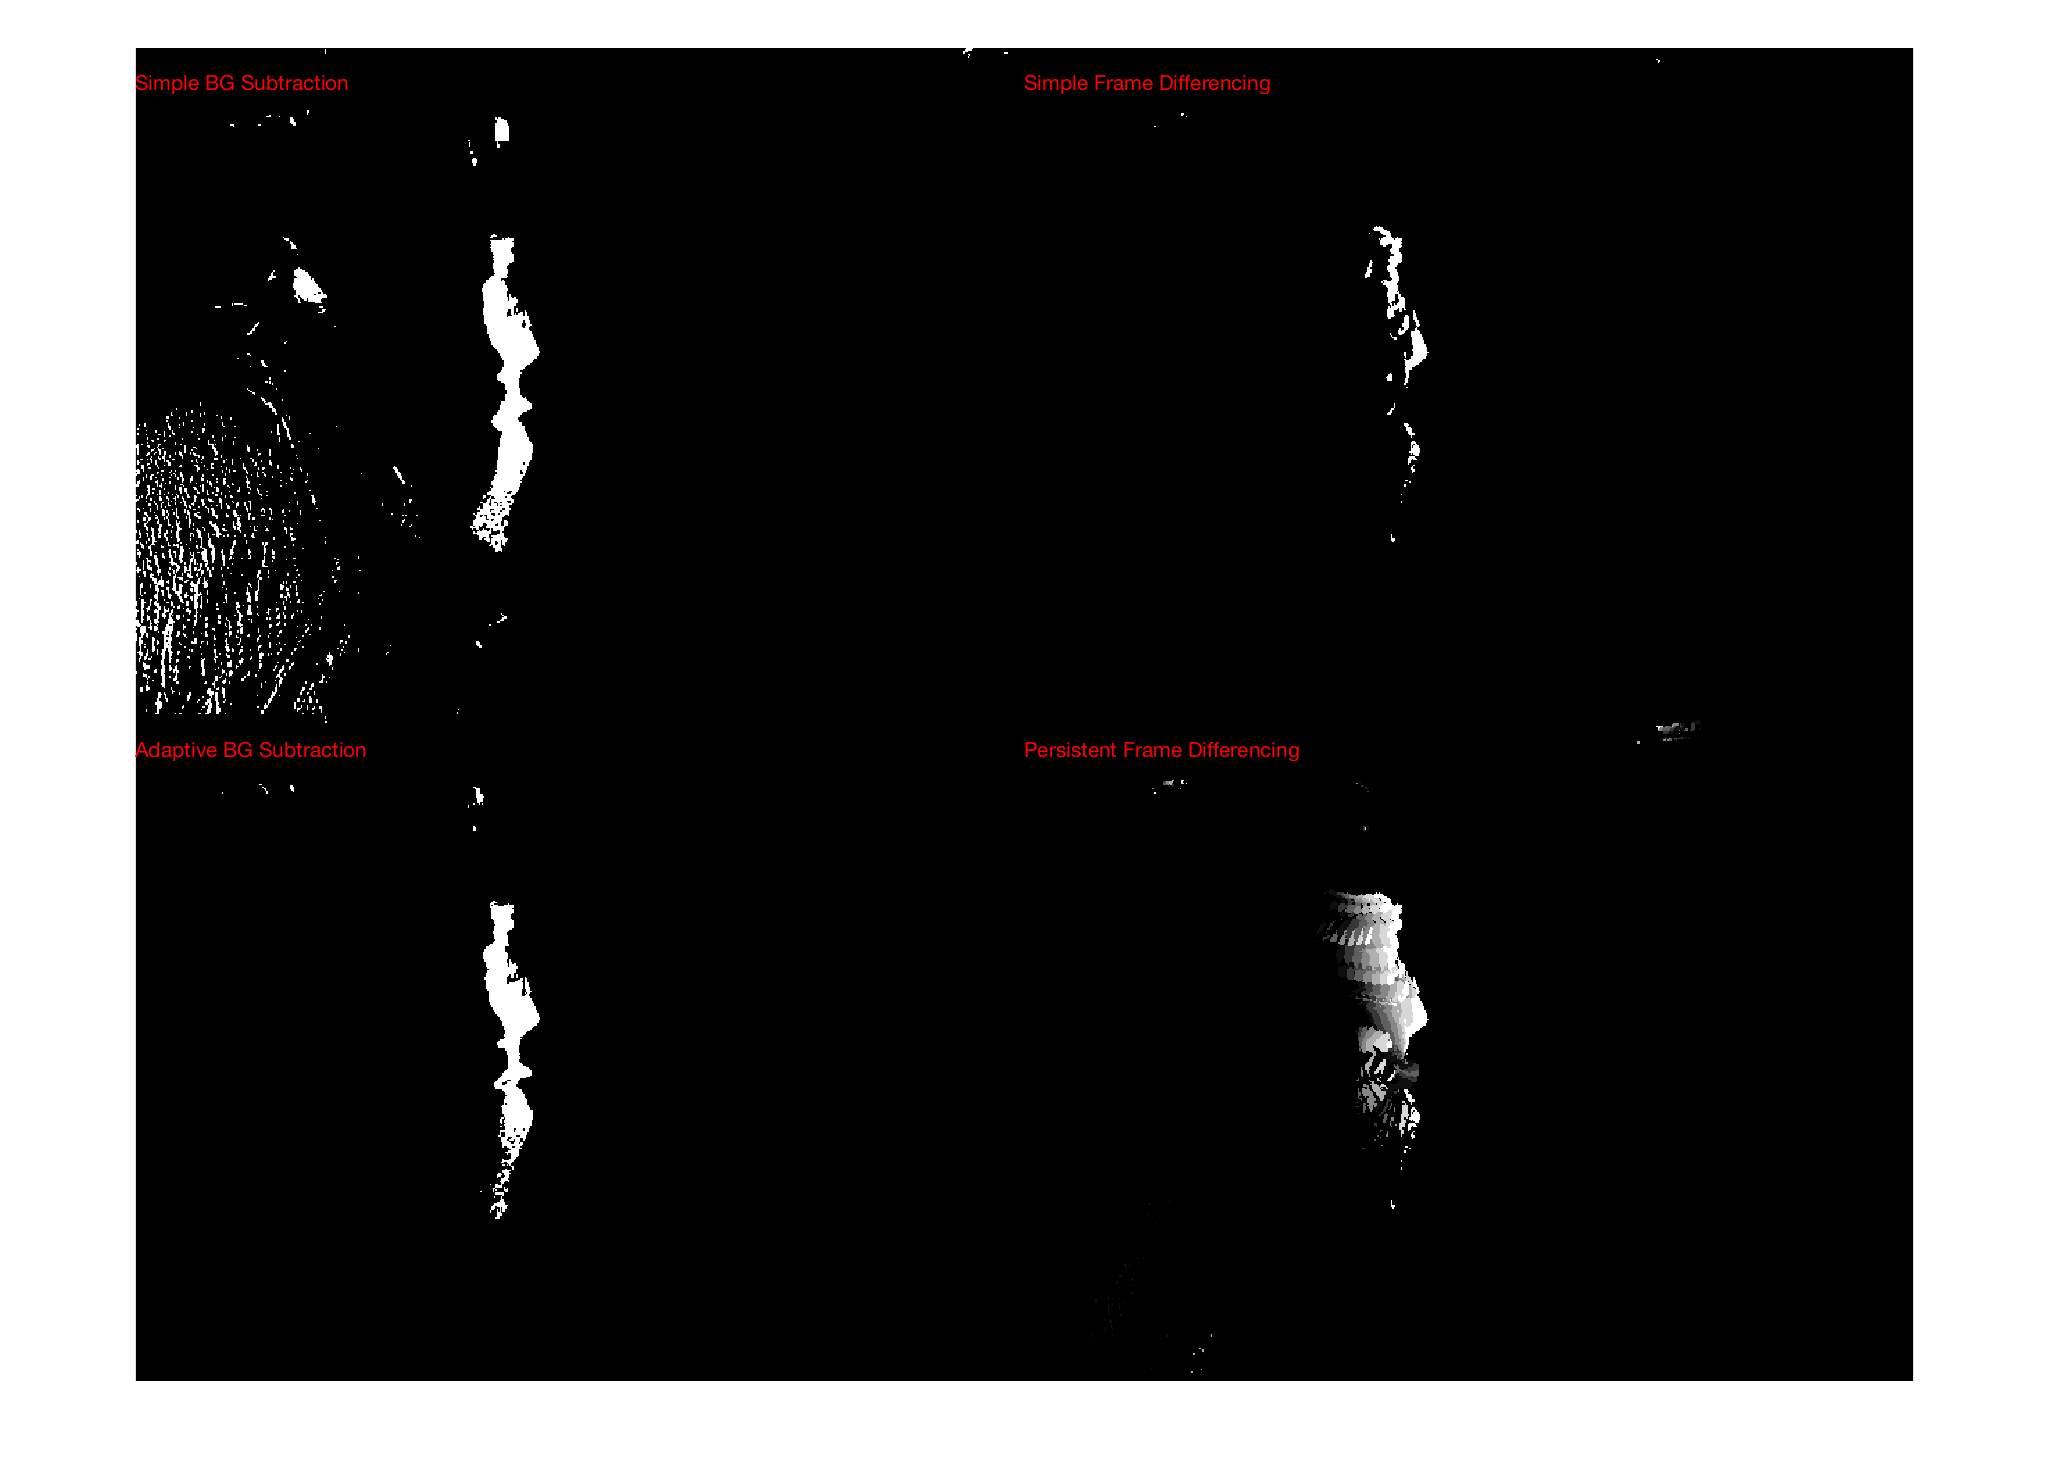 Simple BG Subtraction
Simple Frame Differencing
Adaptive BG Subtraction
Persistent Frame Differencing